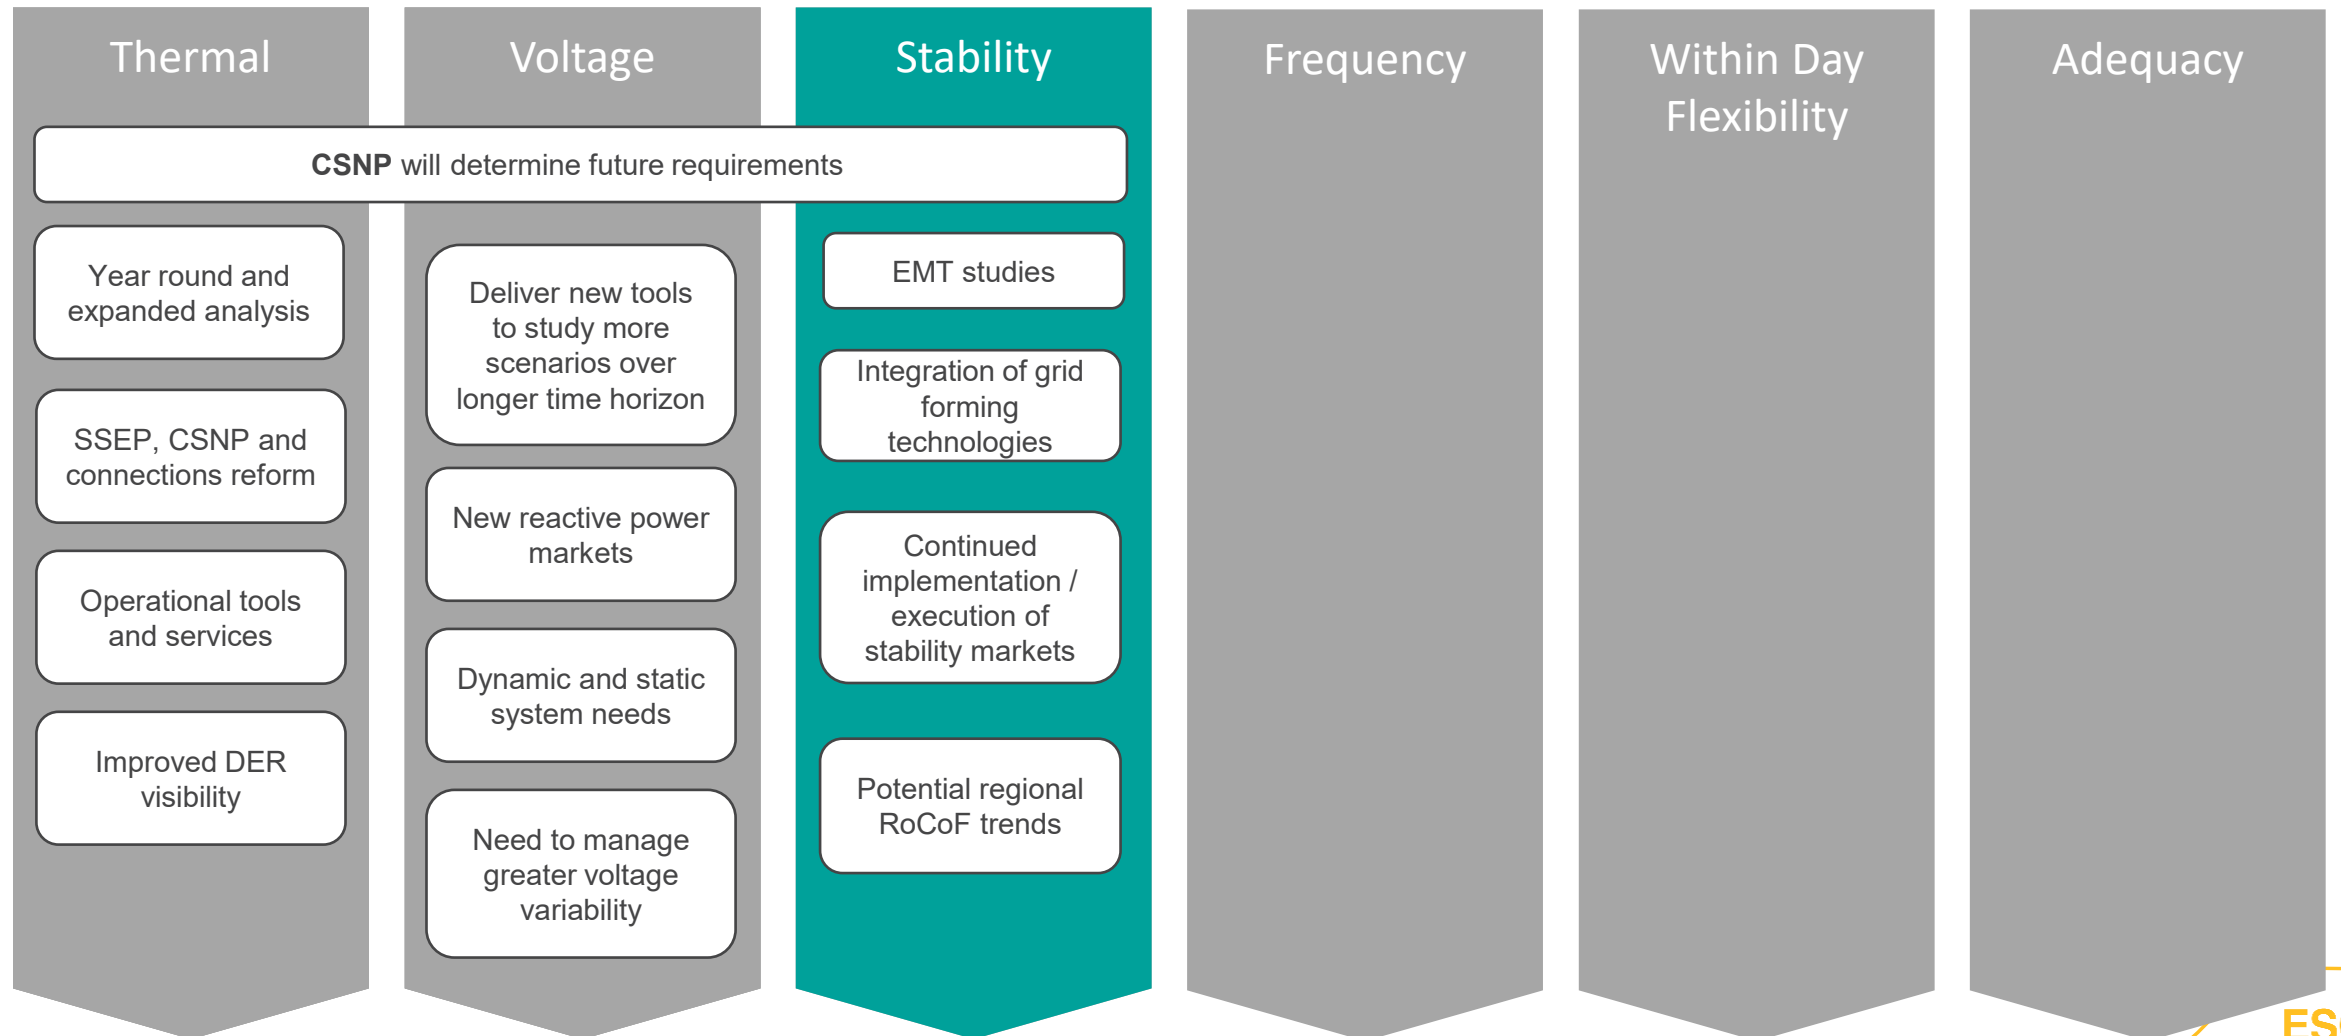 Thermal
Voltage
Stability
Frequency
Within Day
Flexibility
Adequacy
CSNP will determine future requirements
Year round and
expanded analysis
SSEP, CSNP and
connections reform
Operational tools
and services
Improved DER
visibility
Deliver new tools
to study more
scenarios over
longer time horizon
New reactive power
markets
Dynamic and static
system needs
Need to manage
greater voltage
variability
EMT studies
Integration of grid
forming
technologies
Continued
implementation /
execution of
stability markets
Potential regional
RoCoF trends